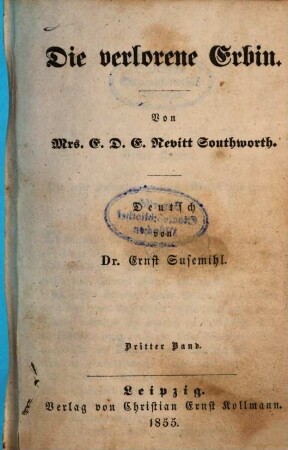 Die verlorene Erbin.
Von
Mrs. E. D. E. Nevitt Southworth.
Deutsch
von
Dr. Ernst Susemihl.
Dritter Band.
Leipzig.
Verlag von Christian Ernst Kollmann.
1855.